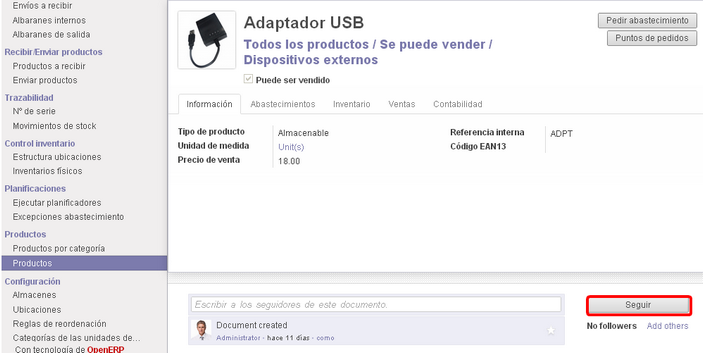 Envíos a recibir
Albaranes internos
Albaranes de salida
Recibir/Enviar productos
Productos a recibir
Enviar productos
Trazabilidad
Nº de serie
Movimientos de stock
Control inventario
Estructura ubicaciones
Inventarios físicos
Planificaciones
Ejecutar planificadores
Excepciones abastecimiento
Productos
Productos por categoría
Productos
Configuración
Almacenes
Ubicaciones
Reglas de reordenación
Categorías de las unidades de...
Con tecnología de OpenERP
Adaptador USB
Todos los productos / Se puede vender /
Dispositivos externos
Puede ser vendido
Pedir abastecimiento
Puntos de pedidos
Información Abastecimientos Inventario Ventas Contabilidad
Tipo de producto Almacenable Referencia interna ADPT
Unidad de medida Unit(s) Código EAN13
Precio de venta 18.00
Escribir a los seguidores de este documento.
Document created
Administrator - hace 11 días - como
Seguir
No followers Add others